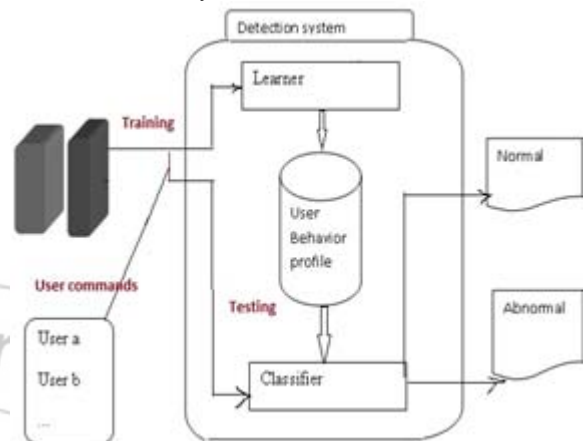 Detection system
Learner
Training
Normal
User
Behavior
profile
User commands
Testing
Abnormal
User a
User b
...
Classifier